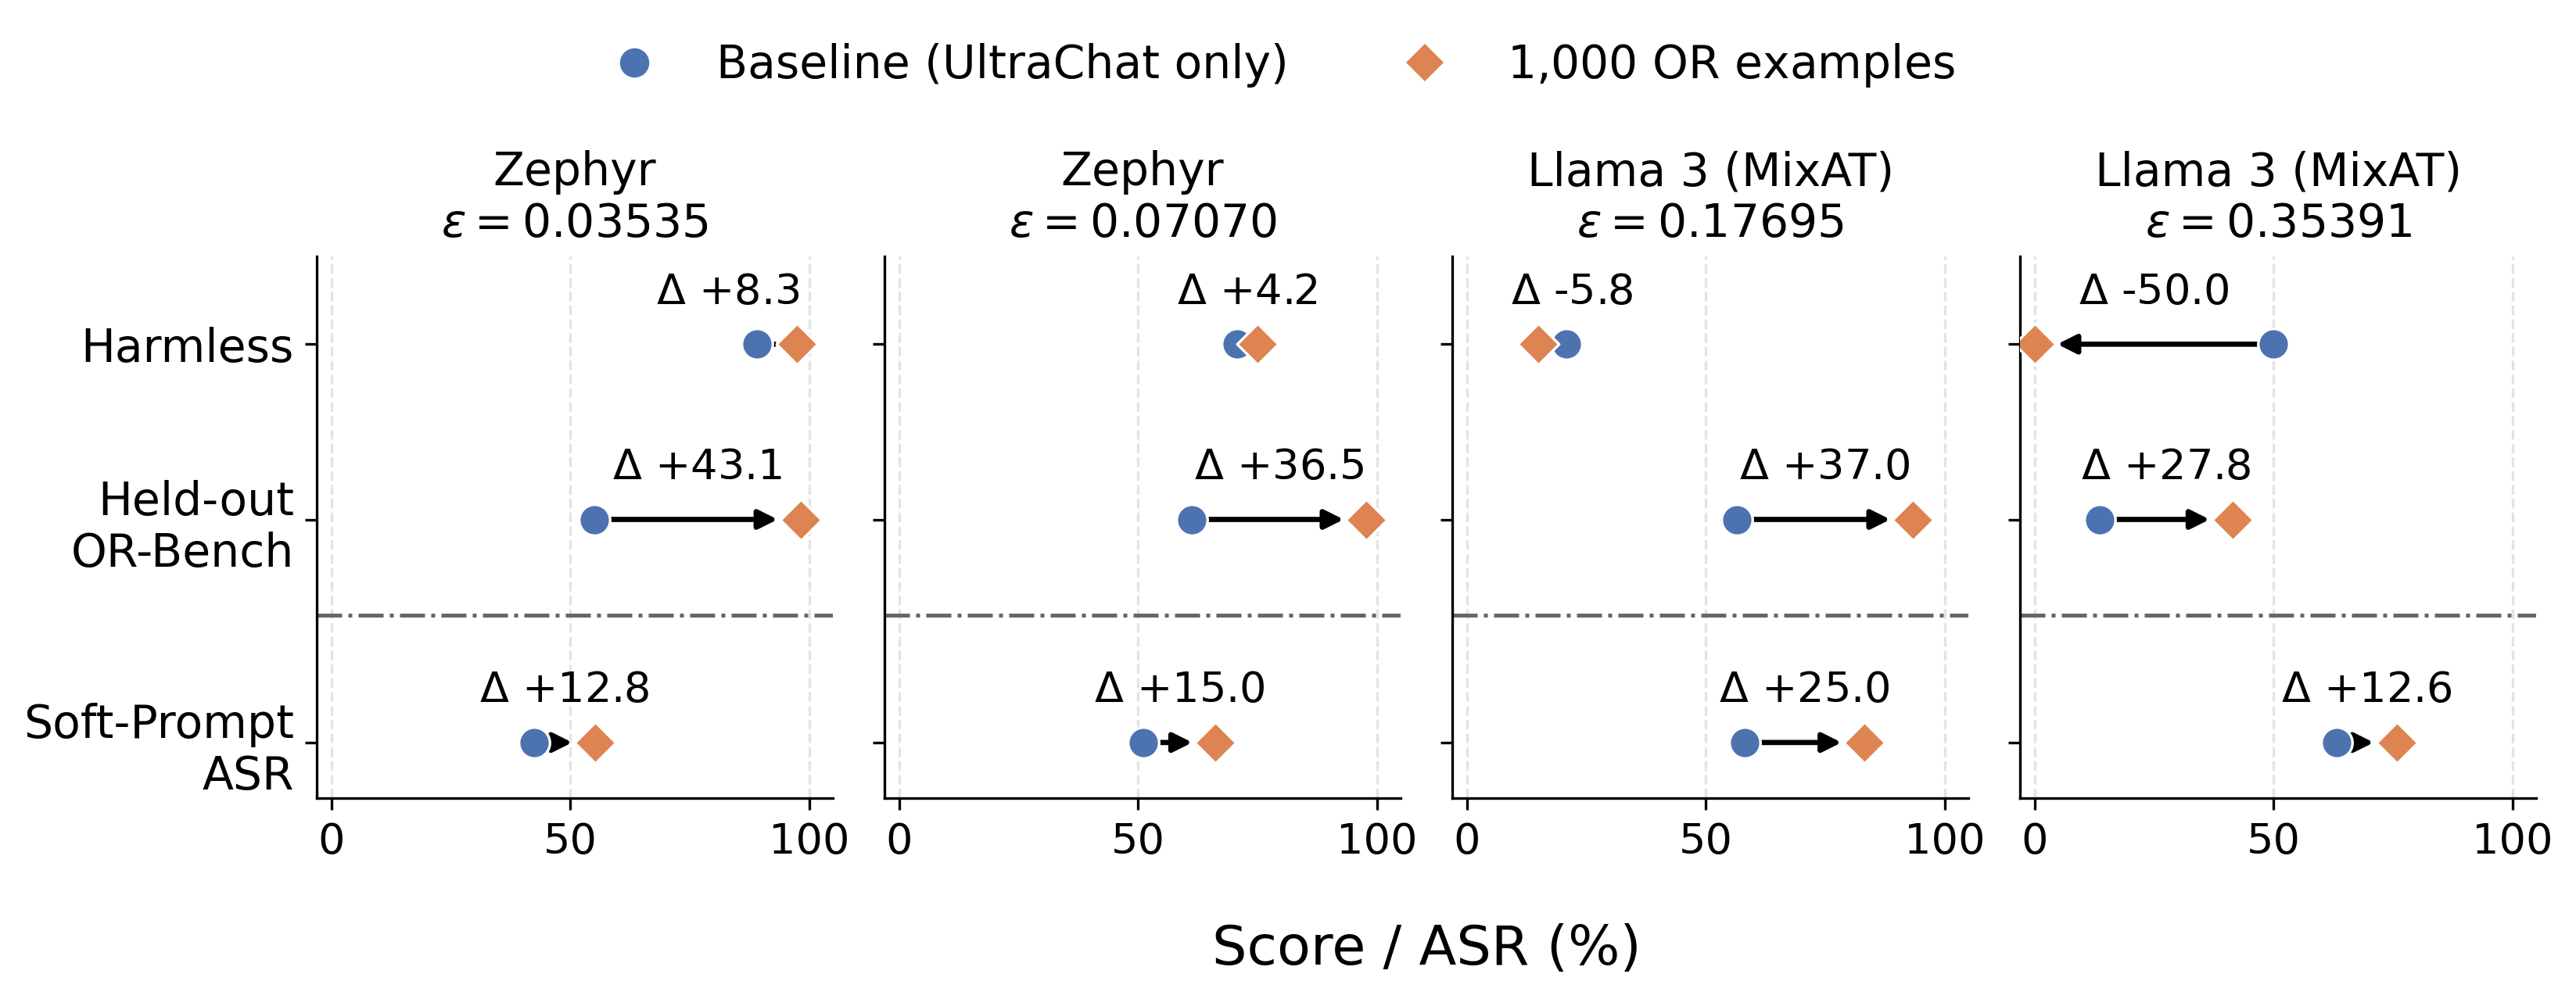 Baseline (UltraChat only)
1,000 OR examples
Zephyr
ε = 0.03535
Zephyr
ε = 0.07070
Llama 3 (MixAT)
ε = 0.17695
Llama 3 (MixAT)
ε = 0.35391
Harmless
Δ +8.3
Δ +4.2
Δ -5.8
Δ -50.0
Held-out
OR-Bench
Δ +43.1
Δ +36.5
Δ +37.0
Δ +27.8
Soft-Prompt
ASR
Δ +12.8
Δ +15.0
Δ +25.0
Δ +12.6
0 50 100
0 50 100
0 50 100
0 50 100
Score / ASR (%)